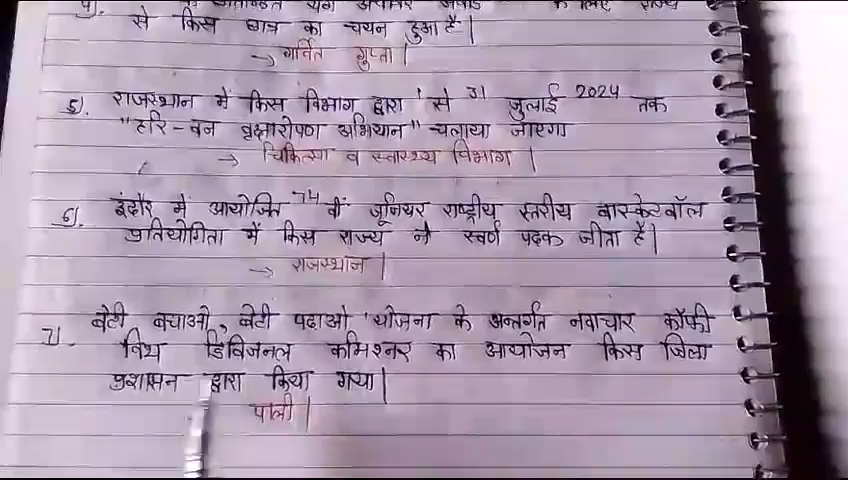 4).
के लिए राज्य
से किस छात्र का चयन हुआ है।
→ गर्वित गुप्ता।
5). राजस्थान में किस विभाग द्वारा 1 से 31 जुलाई 2024 तक
"हरि-वन वृक्षारोपण अभियान" चलाया जाएगा
→ चिकित्सा व स्वास्थ्य विभाग।
6). इंदौर में आयोजित 74 वीं जूनियर राष्ट्रीय स्तरीय बास्केटबॉल
प्रतियोगिता में किस राज्य ने स्वर्ण पदक जीता है।
→ राजस्थान।
7). बेटी बचाओ, बेटी पढाओ योजना के अन्तर्गत नवाचार कॉफी
विथ डिविजनल कमिश्नर का आयोजन किस जिला
प्रशासन द्वारा किया गया।
पाली।